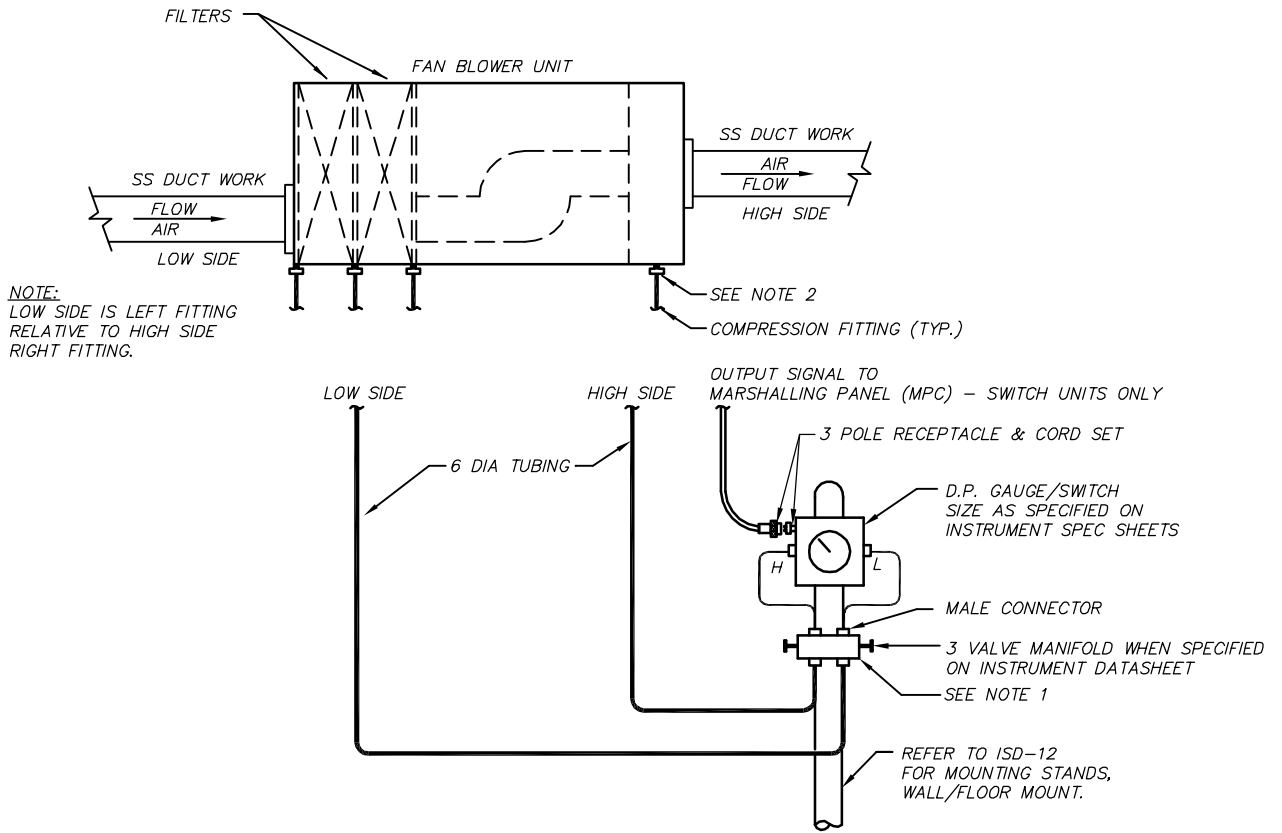 FILTERS
FAN BLOWER UNIT
SS DUCT WORK
AIR
FLOW
HIGH SIDE
SS DUCT WORK
FLOW
AIR
LOW SIDE
NOTE:
LOW SIDE IS LEFT FITTING
RELATIVE TO HIGH SIDE
RIGHT FITTING.
SEE NOTE 2
COMPRESSION FITTING (TYP.)
LOW SIDE
HIGH SIDE
OUTPUT SIGNAL TO
MARSHALLING PANEL (MPC) – SWITCH UNITS ONLY
3 POLE RECEPTACLE & CORD SET
6 DIA TUBING
D.P. GAUGE/SWITCH
SIZE AS SPECIFIED ON
INSTRUMENT SPEC SHEETS
H
L
MALE CONNECTOR
3 VALVE MANIFOLD WHEN SPECIFIED
ON INSTRUMENT DATASHEET
SEE NOTE 1
REFER TO ISD–12
FOR MOUNTING STANDS,
WALL/FLOOR MOUNT.